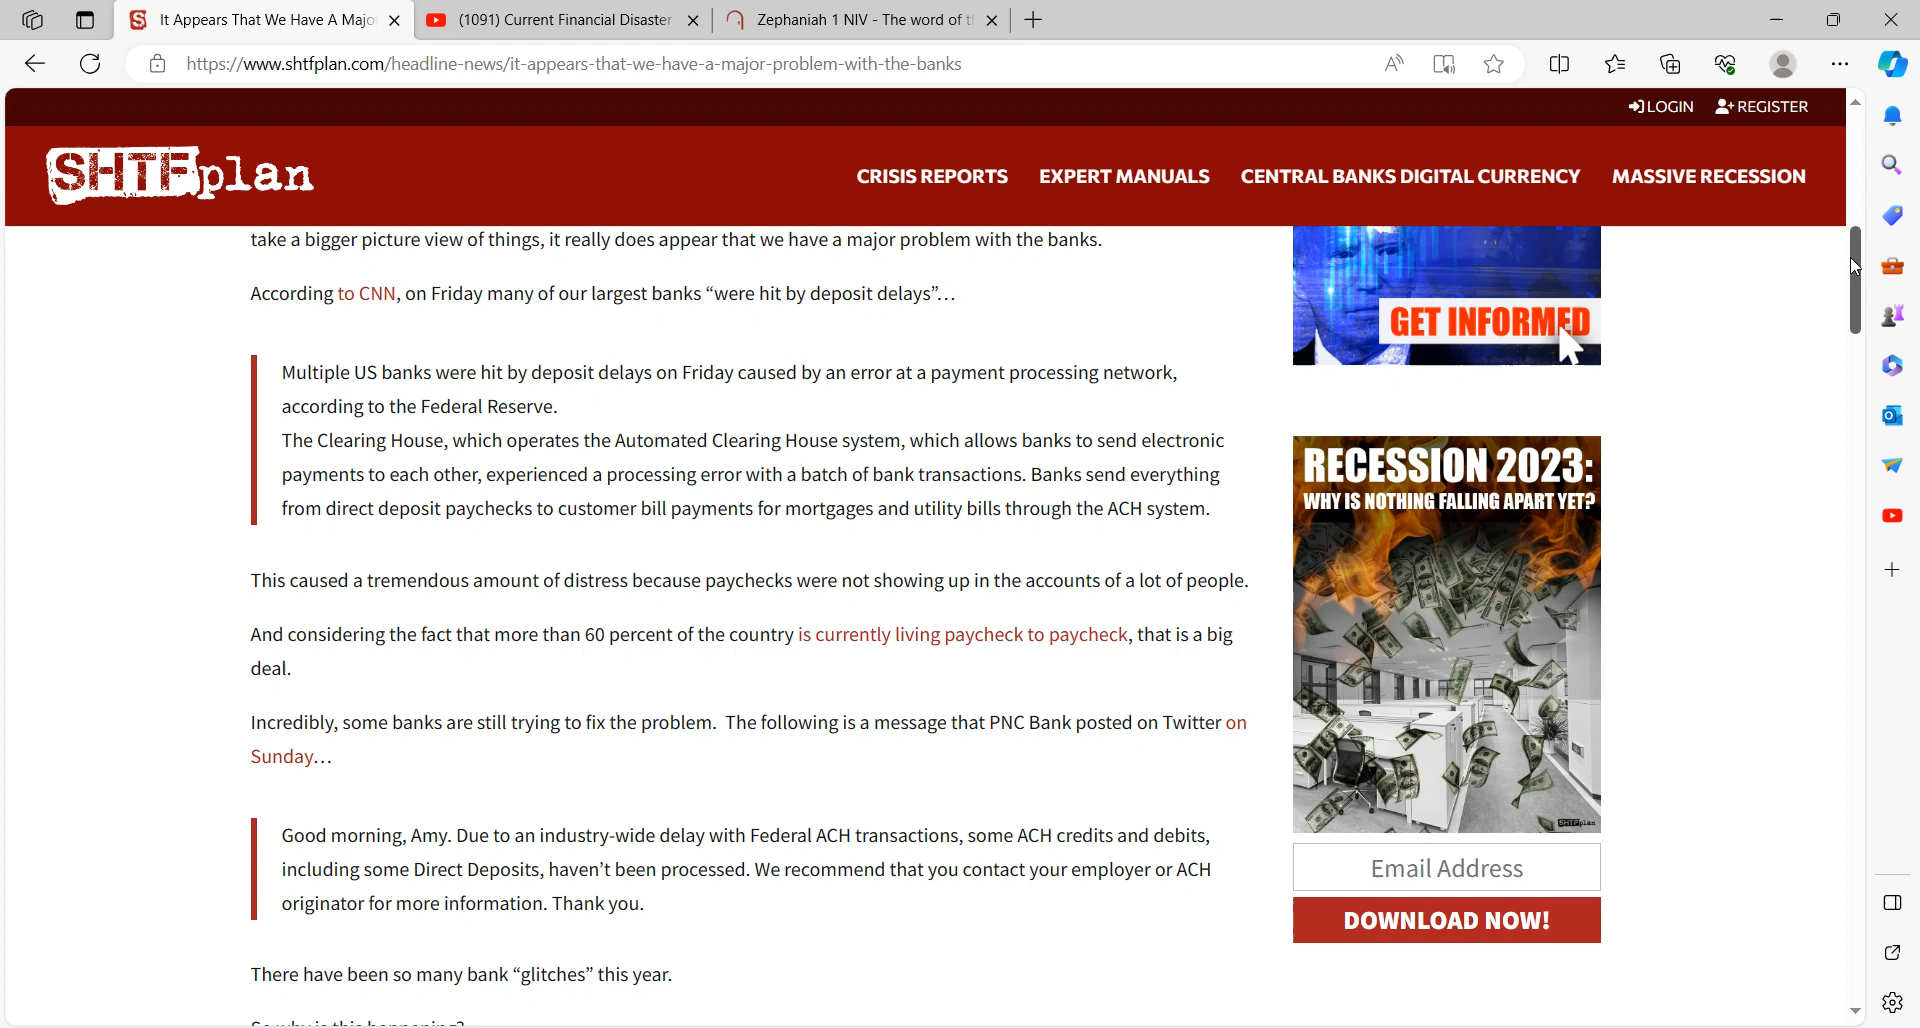 It Appears That We Have A Majo
(1091) Current Financial Disaster
Zephaniah 1 NIV - The word of t
https://www.shtfplan.com/headline-news/it-appears-that-we-have-a-major-problem-with-the-banks
LOGIN
REGISTER
SHTFplan
CRISIS REPORTS
EXPERT MANUALS
CENTRAL BANKS DIGITAL CURRENCY
MASSIVE RECESSION
take a bigger picture view of things, it really does appear that we have a major problem with the banks.
According to CNN, on Friday many of our largest banks “were hit by deposit delays”…
Multiple US banks were hit by deposit delays on Friday caused by an error at a payment processing network,
according to the Federal Reserve.
The Clearing House, which operates the Automated Clearing House system, which allows banks to send electronic
payments to each other, experienced a processing error with a batch of bank transactions. Banks send everything
from direct deposit paychecks to customer bill payments for mortgages and utility bills through the ACH system.
This caused a tremendous amount of distress because paychecks were not showing up in the accounts of a lot of people.
And considering the fact that more than 60 percent of the country is currently living paycheck to paycheck, that is a big
deal.
Incredibly, some banks are still trying to fix the problem. The following is a message that PNC Bank posted on Twitter on
Sunday…
Good morning, Amy. Due to an industry-wide delay with Federal ACH transactions, some ACH credits and debits,
including some Direct Deposits, haven’t been processed. We recommend that you contact your employer or ACH
originator for more information. Thank you.
There have been so many bank “glitches” this year.
GET INFORMED
RECESSION 2023:
WHY IS NOTHING FALLING APART YET?
SHTFplan
Email Address
DOWNLOAD NOW!